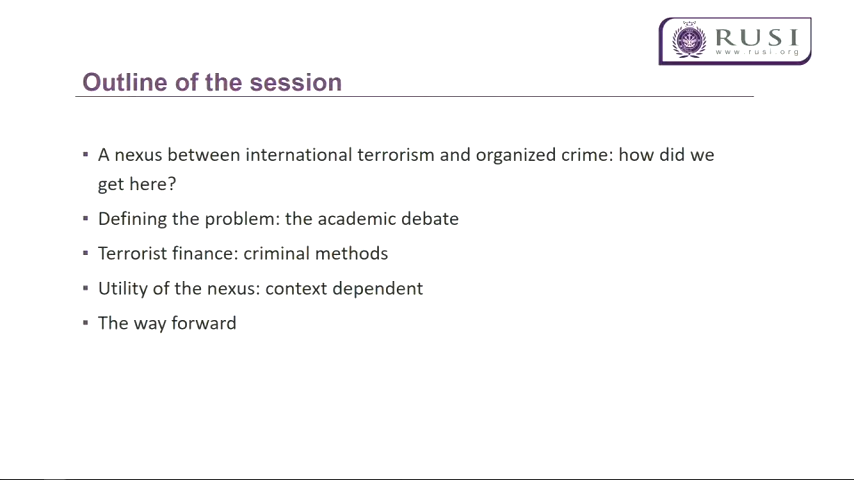 RUSI
www.rusi.org
Outline of the session
▪ A nexus between international terrorism and organized crime: how did we
get here?
▪ Defining the problem: the academic debate
▪ Terrorist finance: criminal methods
▪ Utility of the nexus: context dependent
▪ The way forward